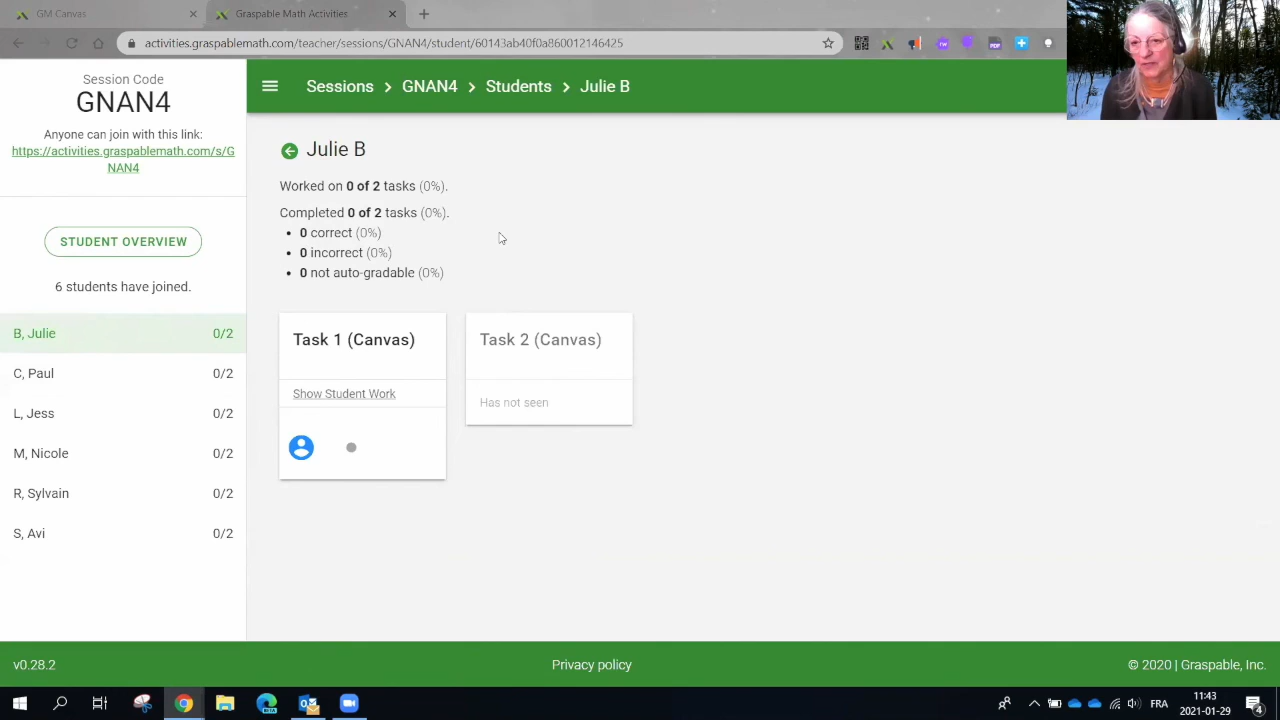 GM Canvas
Graspable Math Activities
activities.graspablemath.com/teacher/sessions/GNAN4/student/60143ab40f0a860012146425
Session Code
GNAN4
Anyone can join with this link:
https://activities.graspablemath.com/s/G
NAN4
STUDENT OVERVIEW
6 students have joined.
B, Julie 0/2
C, Paul 0/2
L, Jess 0/2
M, Nicole 0/2
R, Sylvain 0/2
S, Avi 0/2
Sessions > GNAN4 > Students > Julie B
Julie B
Worked on 0 of 2 tasks (0%).
Completed 0 of 2 tasks (0%).
• 0 correct (0%)
• 0 incorrect (0%)
• 0 not auto-gradable (0%)
Task 1 (Canvas)
Show Student Work
Task 2 (Canvas)
Has not seen
v0.28.2
Privacy policy
© 2020 | Graspable, Inc.
FRA
11:43
2021-01-29
4